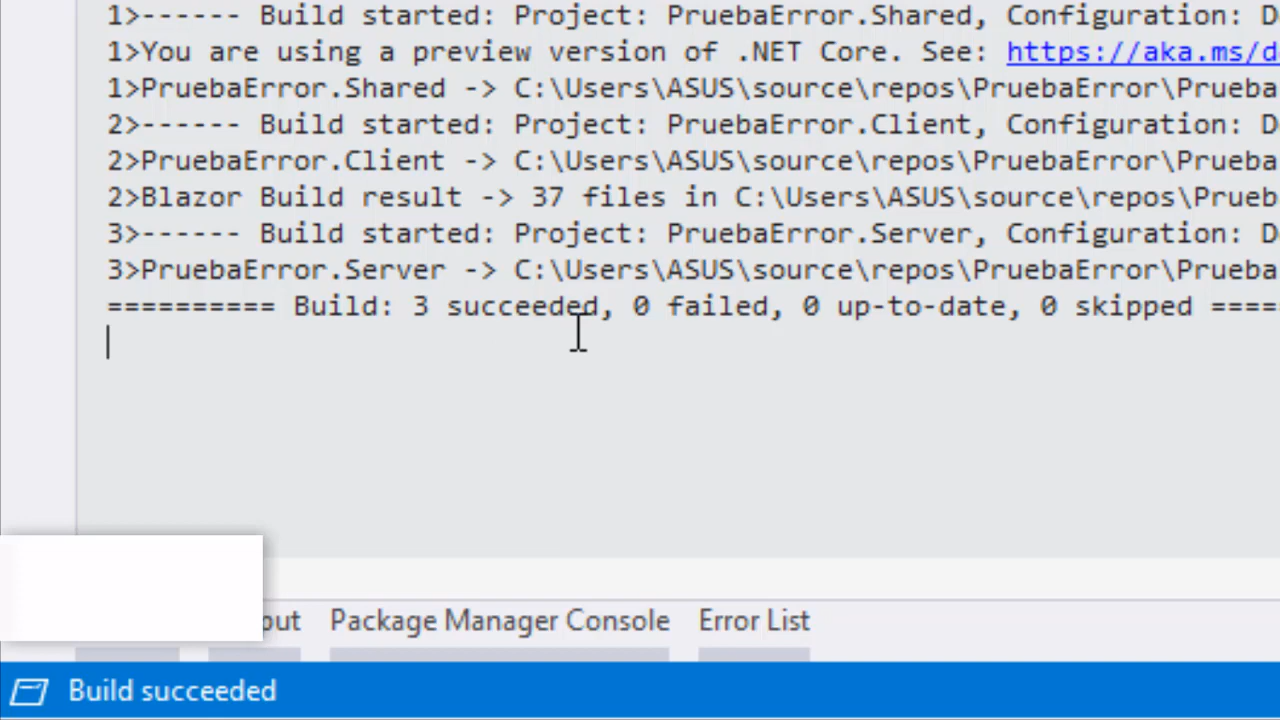 1>------ Build started: Project: PruebaError.Shared, Configuration: D
1>You are using a preview version of .NET Core. See: https://aka.ms/d
1>PruebaError.Shared -> C:\Users\ASUS\source\repos\PruebaError\Prueba
2>------ Build started: Project: PruebaError.Client, Configuration: D
2>PruebaError.Client -> C:\Users\ASUS\source\repos\PruebaError\Prueba
2>Blazor Build result -> 37 files in C:\Users\ASUS\source\repos\Prueb
3>------ Build started: Project: PruebaError.Server, Configuration: D
3>PruebaError.Server -> C:\Users\ASUS\source\repos\PruebaError\Prueba
========== Build: 3 succeeded, 0 failed, 0 up-to-date, 0 skipped ====
put Package Manager Console Error List
Build succeeded